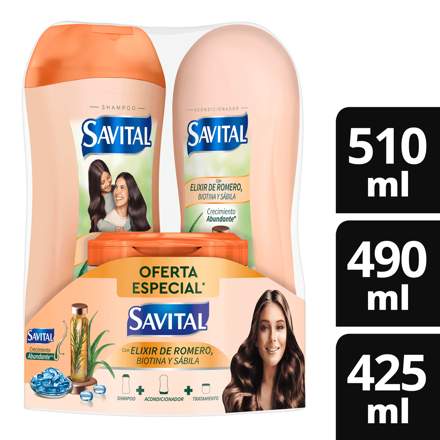 SHAMPOO
SAVITAL
ACONDICIONADOR
SAVITAL
con
ELIXIR DE ROMERO,
BIOTINA Y SÁBILA
Crecimiento
Abundante*
OFERTA
ESPECIAL*
SAVITAL
con ELIXIR DE ROMERO,
BIOTINA Y SÁBILA
SAVITAL
Crecimiento
Abundante*
SHAMPOO + ACONDICIONADOR + TRATAMIENTO
510
ml
490
ml
425
ml